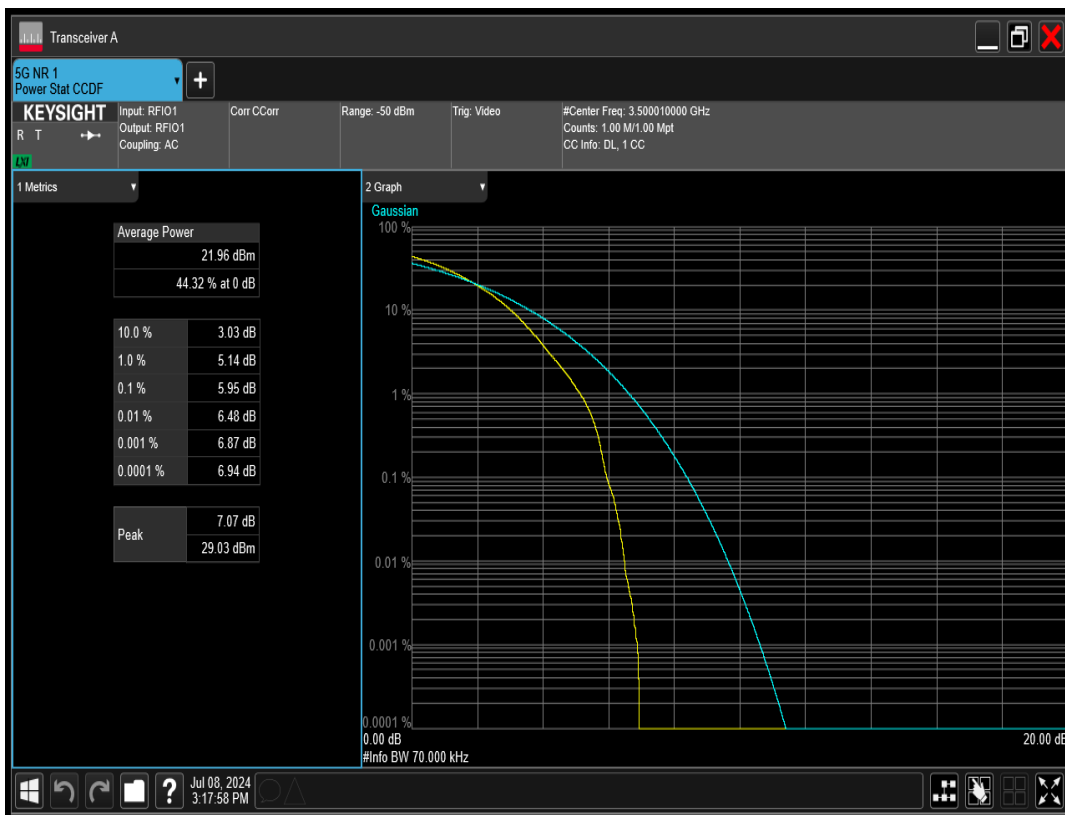 Transceiver A
5G NR 1
Power Stat CCDF
+
KEYSIGHT
R T
LXI
Input: RFIO1
Output: RFIO1
Coupling: AC
Corr CCorr
Range: -50 dBm
Trig: Video
#Center Freq: 3.500010000 GHz
Counts: 1.00 M/1.00 Mpt
CC Info: DL, 1 CC
1 Metrics
Average Power
21.96 dBm
44.32 % at 0 dB
10.0 % 3.03 dB
1.0 % 5.14 dB
0.1 % 5.95 dB
0.01 % 6.48 dB
0.001 % 6.87 dB
0.0001 % 6.94 dB
Peak 7.07 dB
29.03 dBm
2 Graph
Gaussian
100 %
10 %
1 %
0.1 %
0.01 %
0.001 %
0.0001 %
0.00 dB 20.00 dB
#Info BW 70.000 kHz
?
Jul 08, 2024
3:17:58 PM